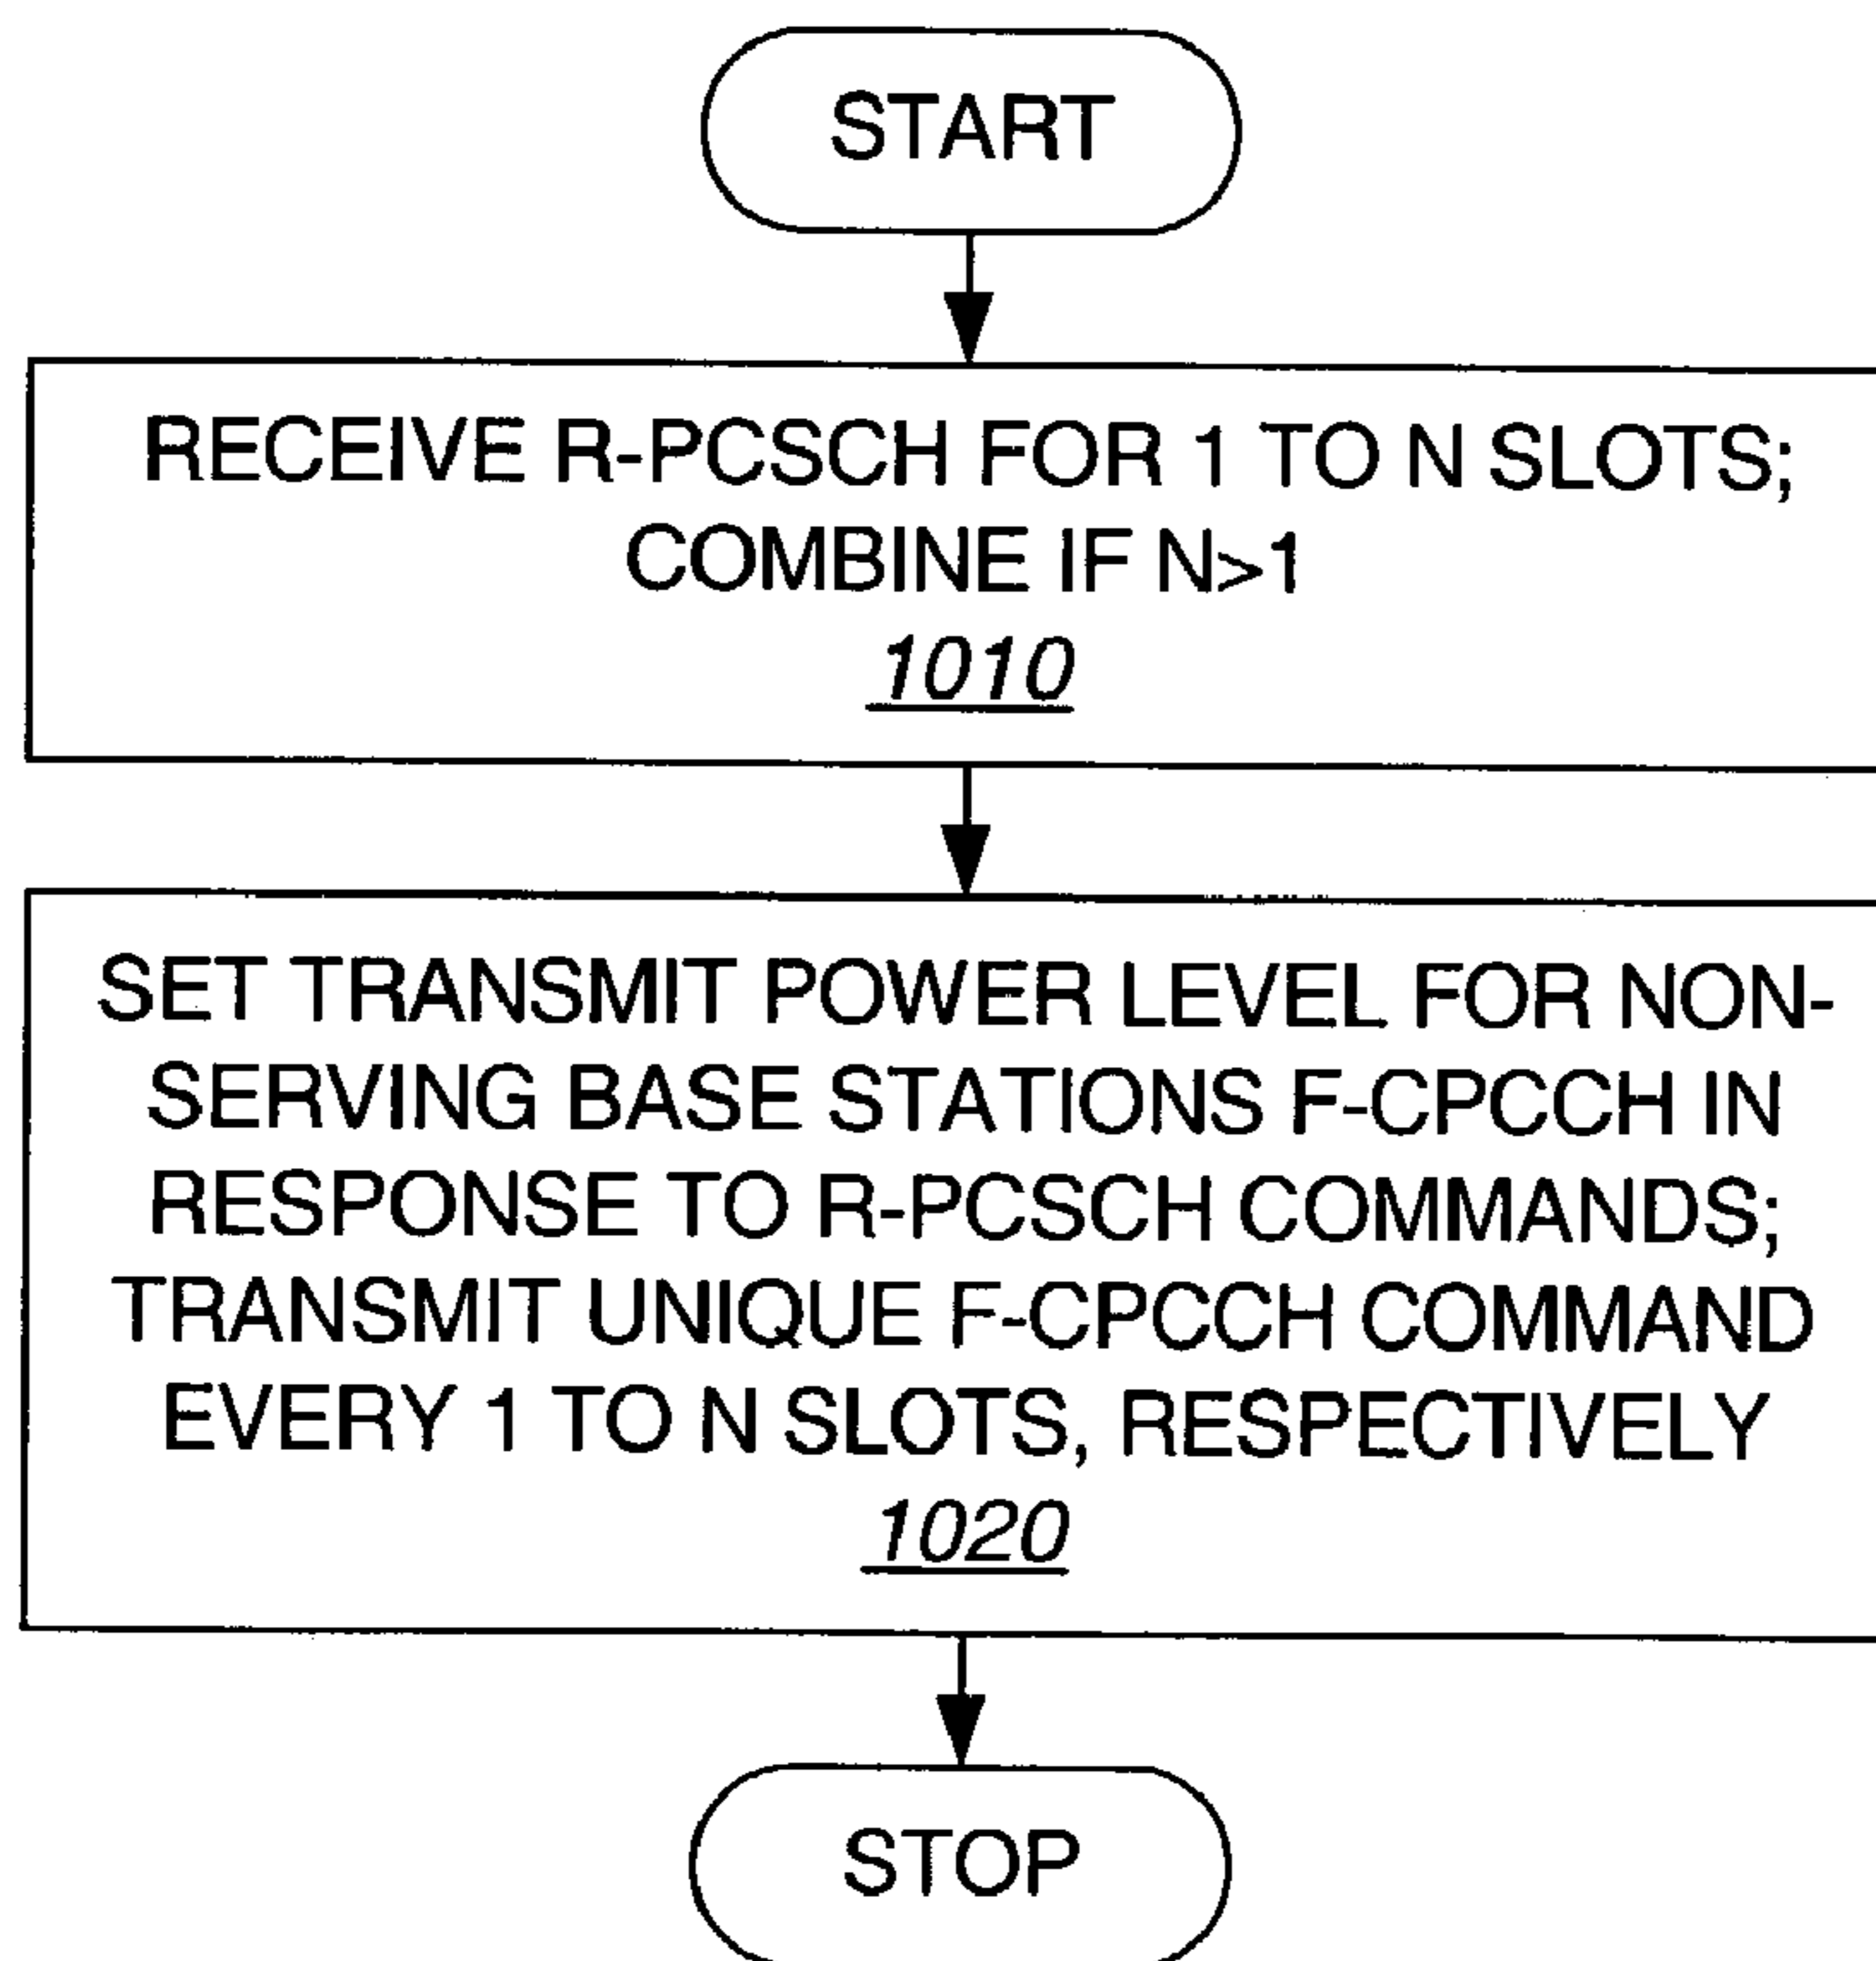 START
RECEIVE R-PCSCH FOR 1 TO N SLOTS;
COMBINE IF N>1
1010
SET TRANSMIT POWER LEVEL FOR NON-
SERVING BASE STATIONS F-CPCCH IN
RESPONSE TO R-PCSCH COMMANDS;
TRANSMIT UNIQUE F-CPCCH COMMAND
EVERY 1 TO N SLOTS, RESPECTIVELY
1020
STOP